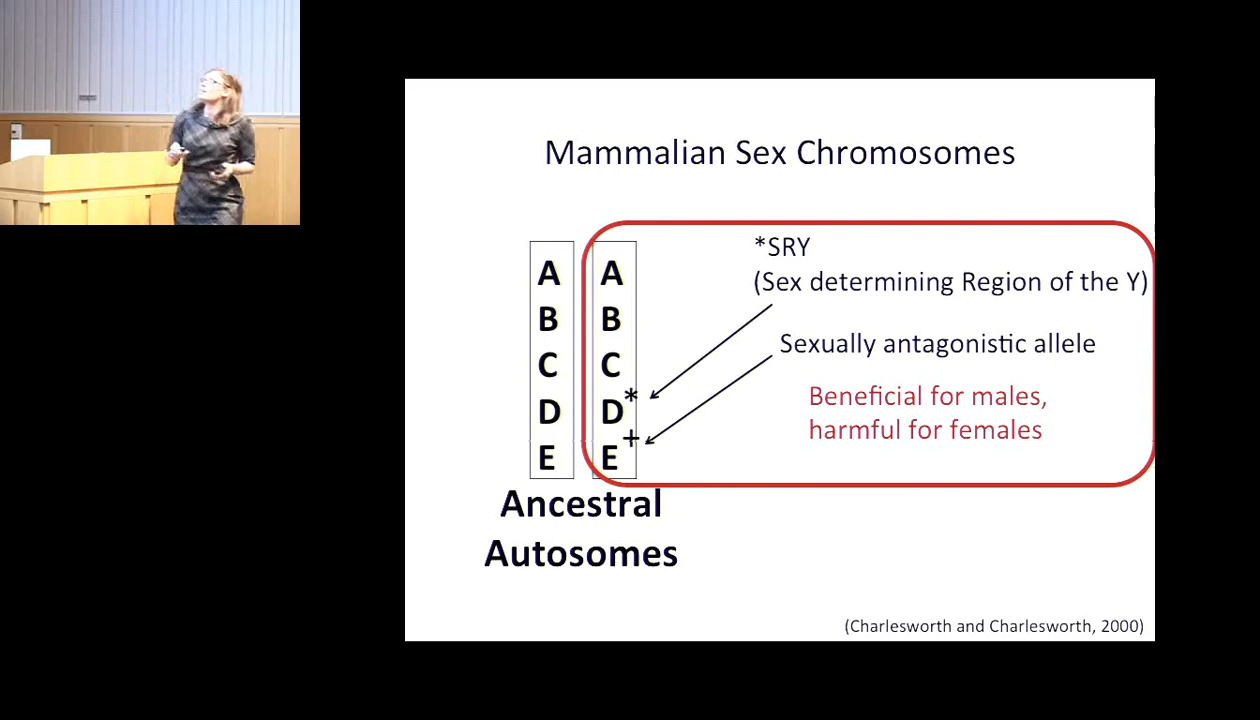 Mammalian Sex Chromosomes
*SRY
(Sex determining Region of the Y)
Sexually antagonistic allele
Beneficial for males,
harmful for females
A A
B B
C C
D D*
E E+
Ancestral
Autosomes
(Charlesworth and Charlesworth, 2000)